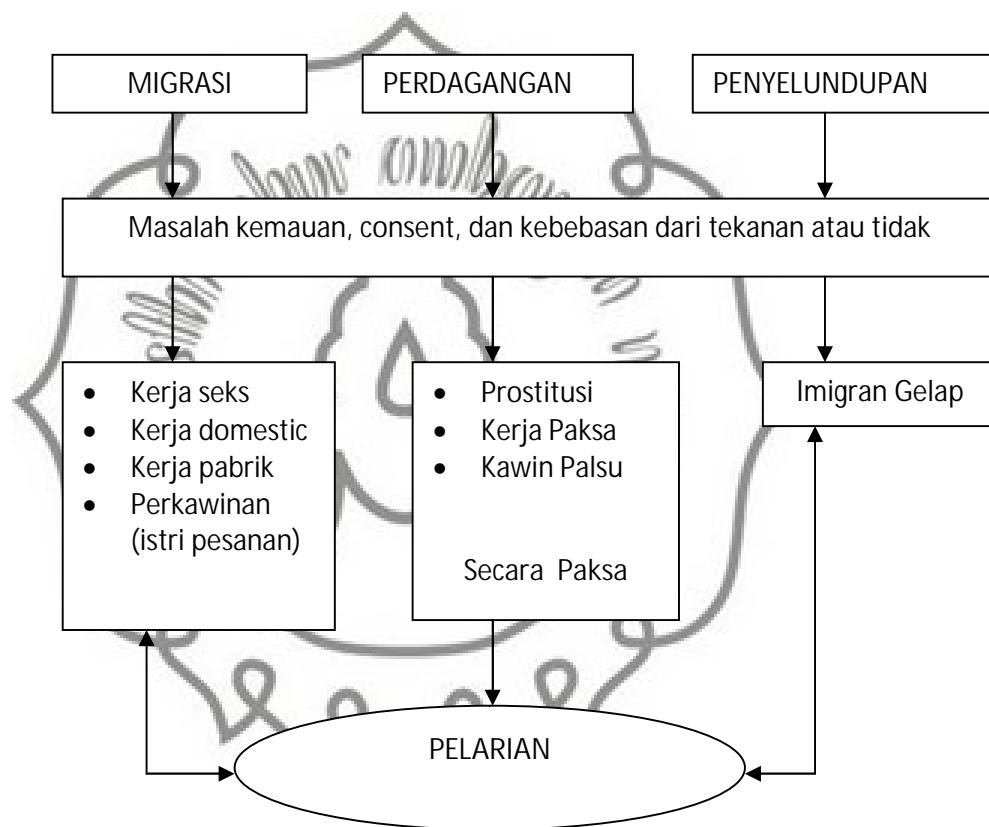 MIGRASI
PERDAGANGAN
PENYELUNDUPAN
Masalah kemauan, consent, dan kebebasan dari tekanan atau tidak
• Kerja seks
• Kerja domestic
• Kerja pabrik
• Perkawinan
(istri pesanan)
• Prostitusi
• Kerja Paksa
• Kawin Palsu
Secara Paksa
Imigran Gelap
PELARIAN